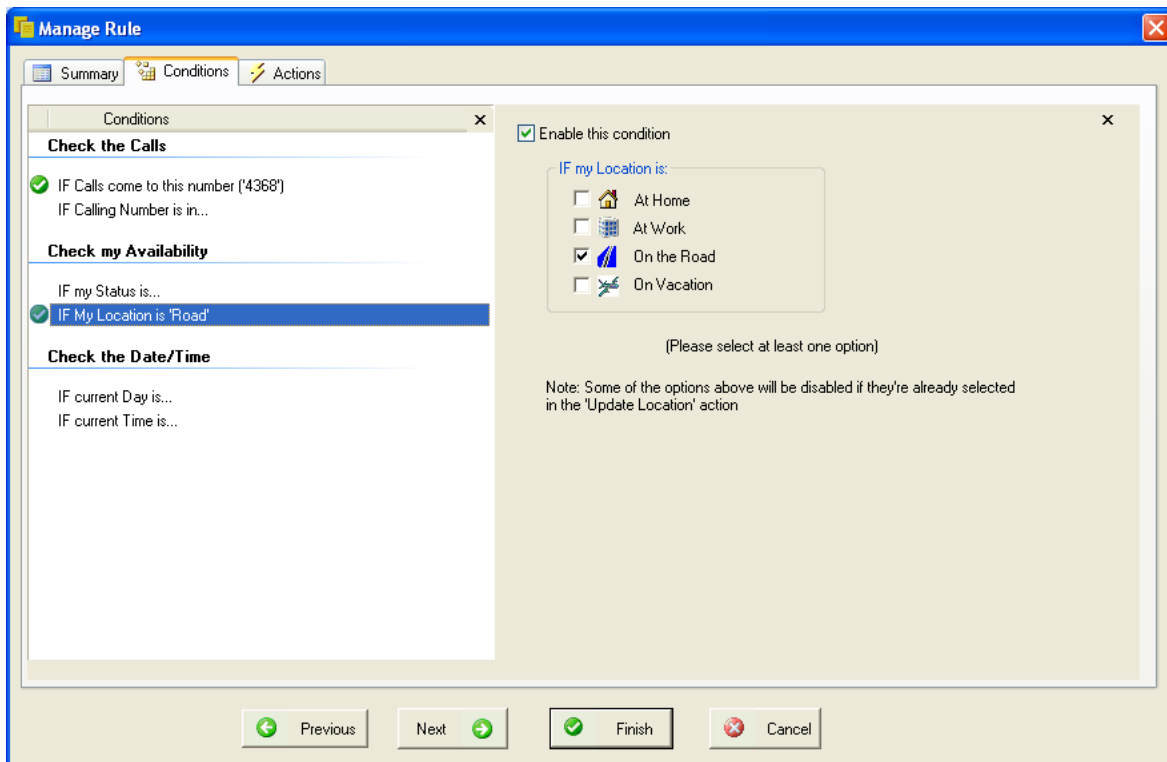 Manage Rule
Summary
Conditions
Actions
Conditions
Check the Calls
IF Calls come to this number ('4368')
IF Calling Number is in...
Check my Availability
IF my Status is...
IF My Location is 'Road'
Check the Date/Time
IF current Day is...
IF current Time is...
Enable this condition
IF my Location is:
At Home
At Work
On the Road
On Vacation
(Please select at least one option)
Note: Some of the options above will be disabled if they're already selected
in the 'Update Location' action
Previous
Next
Finish
Cancel